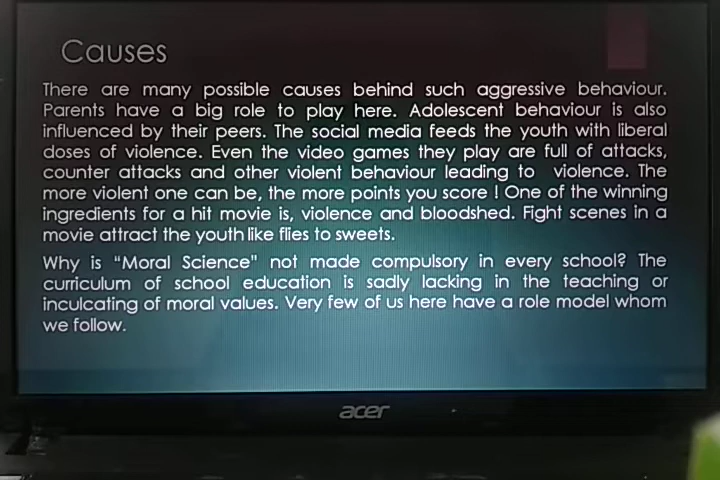 Causes
There are many possible causes behind such aggressive behaviour.
Parents have a big role to play here. Adolescent behaviour is also
influenced by their peers. The social media feeds the youth with liberal
doses of violence. Even the video games they play are full of attacks,
counter attacks and other violent behaviour leading to violence. The
more violent one can be, the more points you score ! One of the winning
ingredients for a hit movie is, violence and bloodshed. Fight scenes in a
movie attract the youth like flies to sweets.
Why is “Moral Science” not made compulsory in every school? The
curriculum of school education is sadly lacking in the teaching or
inculcating of moral values. Very few of us here have a role model whom
we follow.
acer